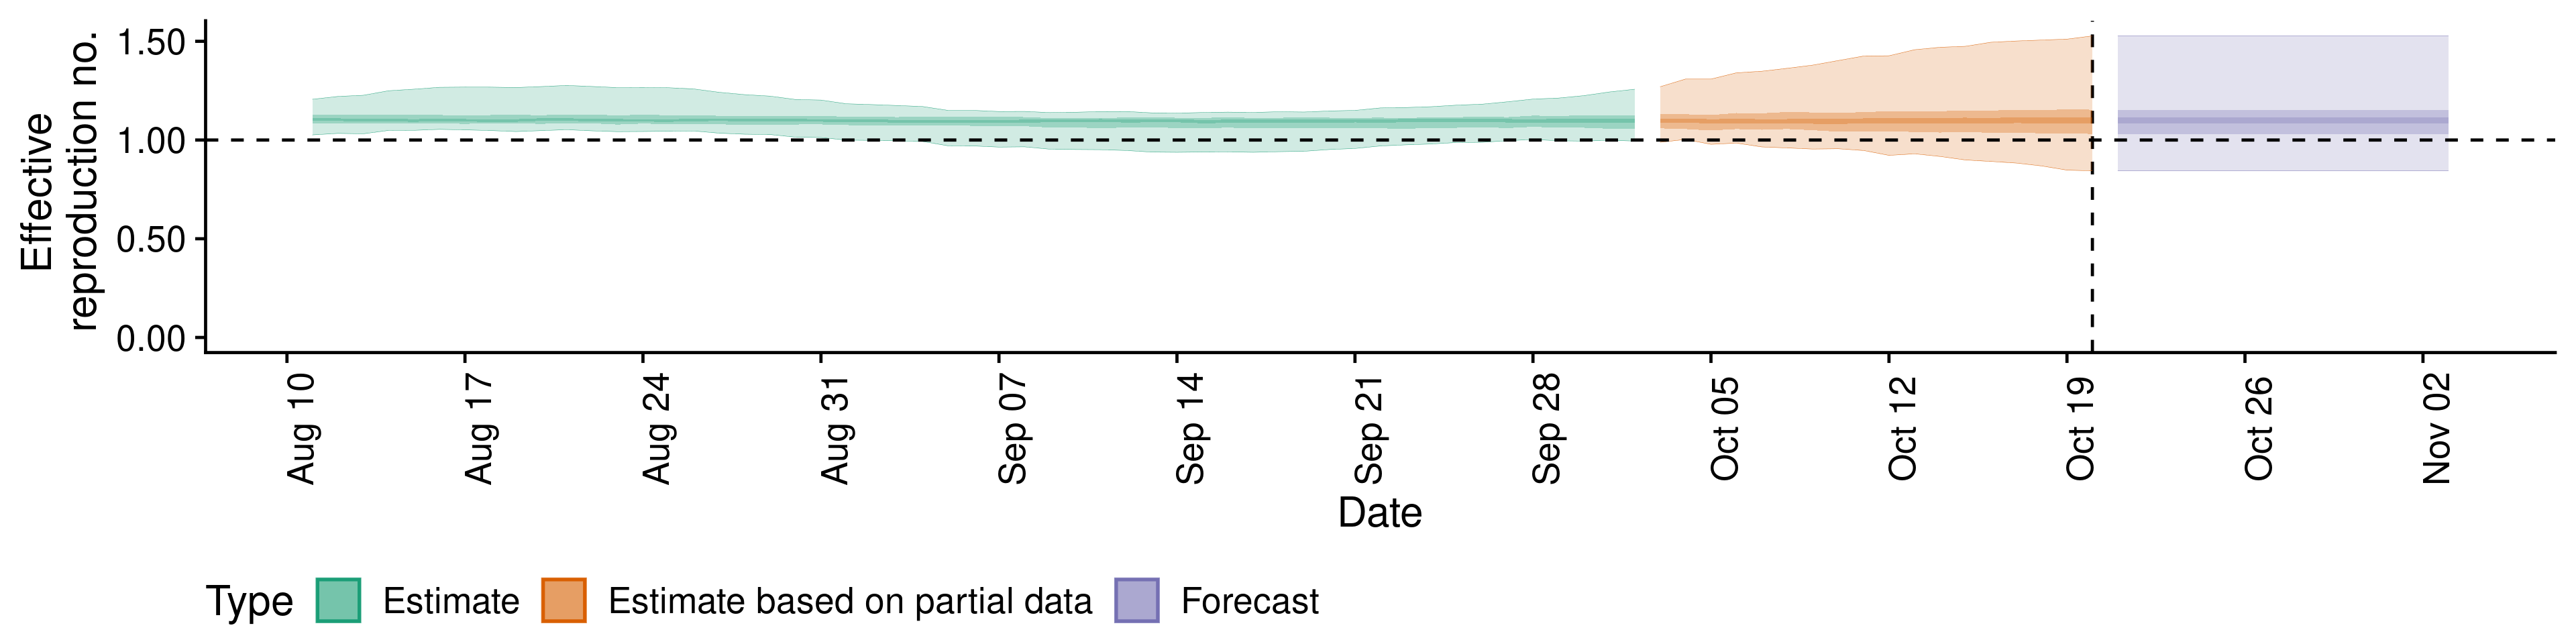 Effective
reproduction no.
1.50
1.00
0.50
0.00
Aug 10
Aug 17
Aug 24
Aug 31
Sep 07
Sep 14
Sep 21
Sep 28
Oct 05
Oct 12
Oct 19
Oct 26
Nov 02
Date
Type Estimate Estimate based on partial data Forecast